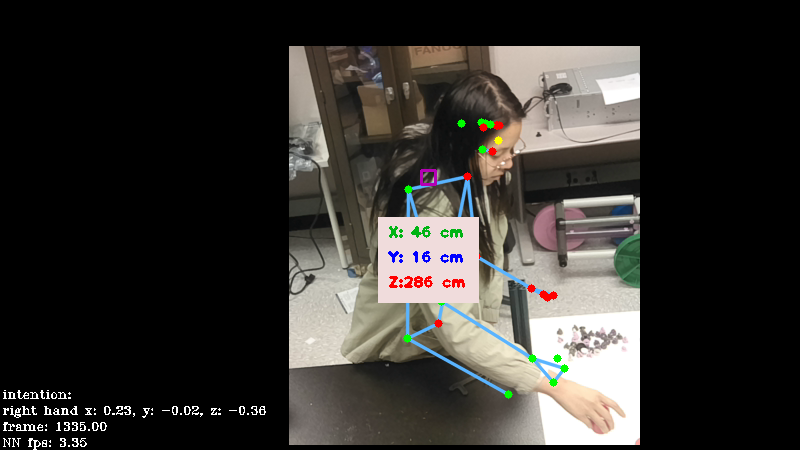 FANUC
X: 46 cm
Y: 16 cm
Z:286 cm
intention:
right hand x: 0.23, y: -0.02, z: -0.36
frame: 1335.00
NN fps: 3.35